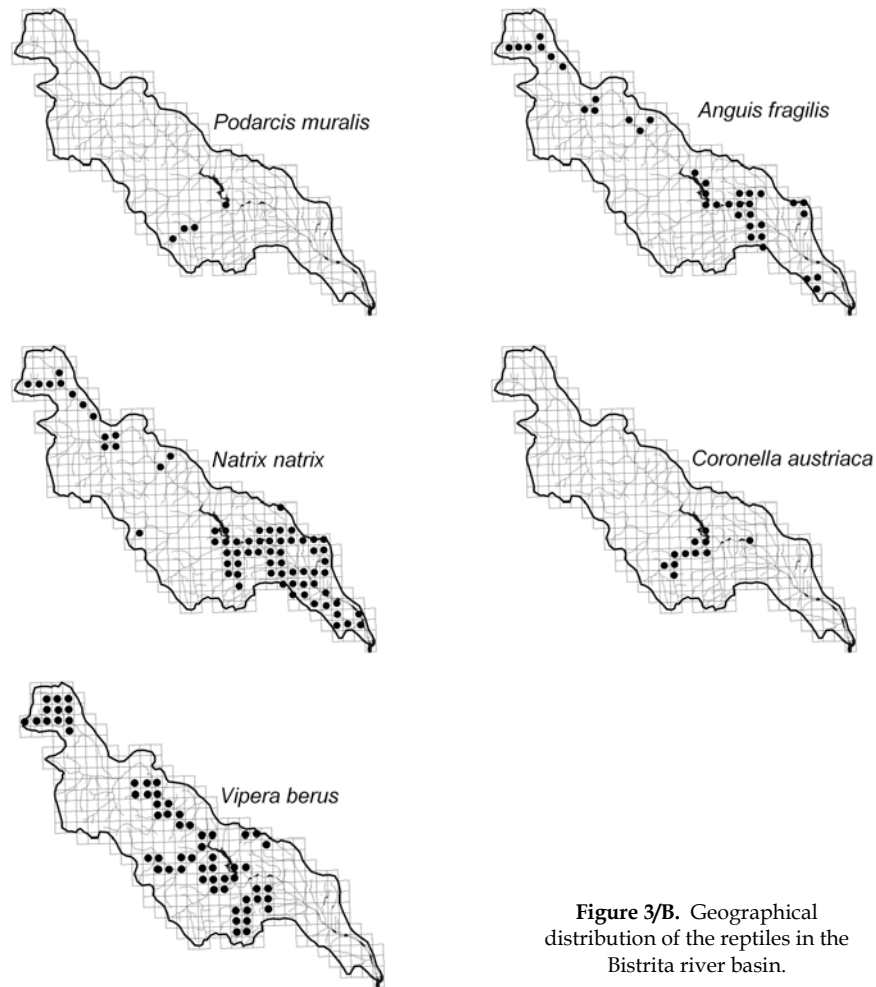 Podarcis muralis
Anguis fragilis
Natrix natrix
Coronella austriaca
Vipera berus
Figure 3/B. Geographical
distribution of the reptiles in the
Bistrita river basin.